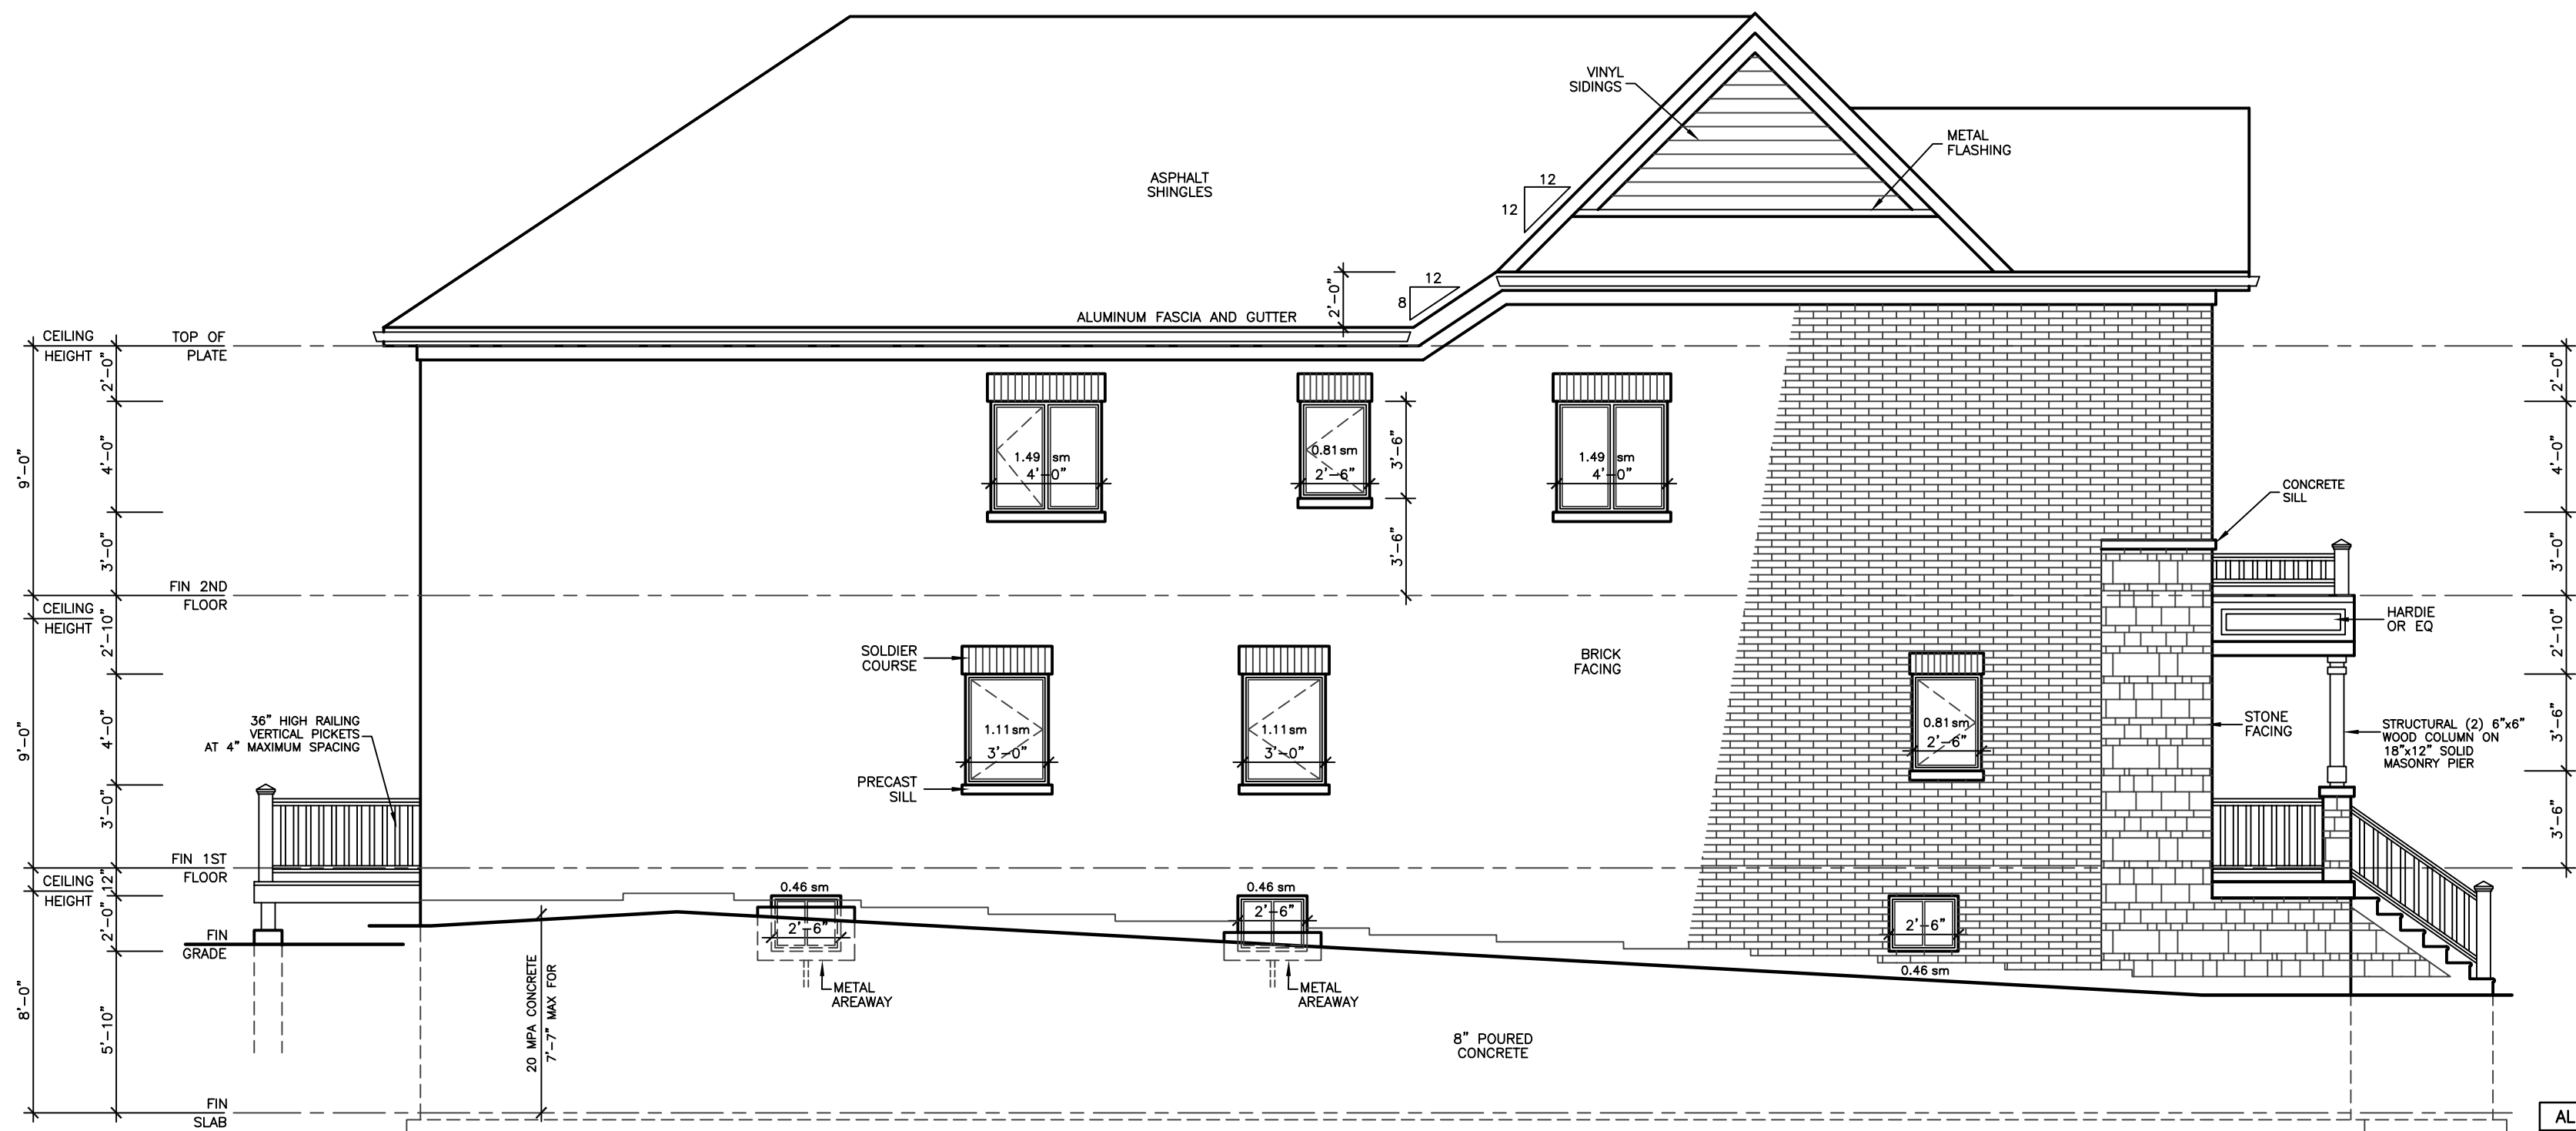 VINYL
SIDINGS
METAL
FLASHING
ASPHALT
SHINGLES
12
12
12
8
2'-0"
ALUMINUM FASCIA AND GUTTER
CEILING
HEIGHT
TOP OF
PLATE
2'-0"
4'-0"
3'-0"
9'-0"
1.49 sm
4'-0"
0.81 sm
2'-6"
3'-6"
3'-6"
1.49 sm
4'-0"
CONCRETE
SILL
2'-0"
4'-0"
3'-0"
FIN 2ND
FLOOR
CEILING
HEIGHT
2'-10"
4'-0"
3'-0"
9'-0"
SOLDIER
COURSE
BRICK
FACING
HARDIE
OR EQ
2'-10"
3'-6"
3'-6"
36" HIGH RAILING
VERTICAL PICKETS
AT 4" MAXIMUM SPACING
1.11 sm
3'-0"
1.11 sm
3'-0"
0.81 sm
2'-6"
STONE
FACING
STRUCTURAL (2) 6"x6"
WOOD COLUMN ON
18"x12" SOLID
MASONRY PIER
PRECAST
SILL
FIN 1ST
FLOOR
CEILING
HEIGHT
12"
2'-0"
5'-10"
8'-0"
0.46 sm
2'-6"
0.46 sm
2'-6"
2'-6"
0.46 sm
FIN
GRADE
METAL
AREAWAY
METAL
AREAWAY
20 MPA CONCRETE
7'-7" MAX FOR
8" POURED
CONCRETE
FIN
SLAB
AL